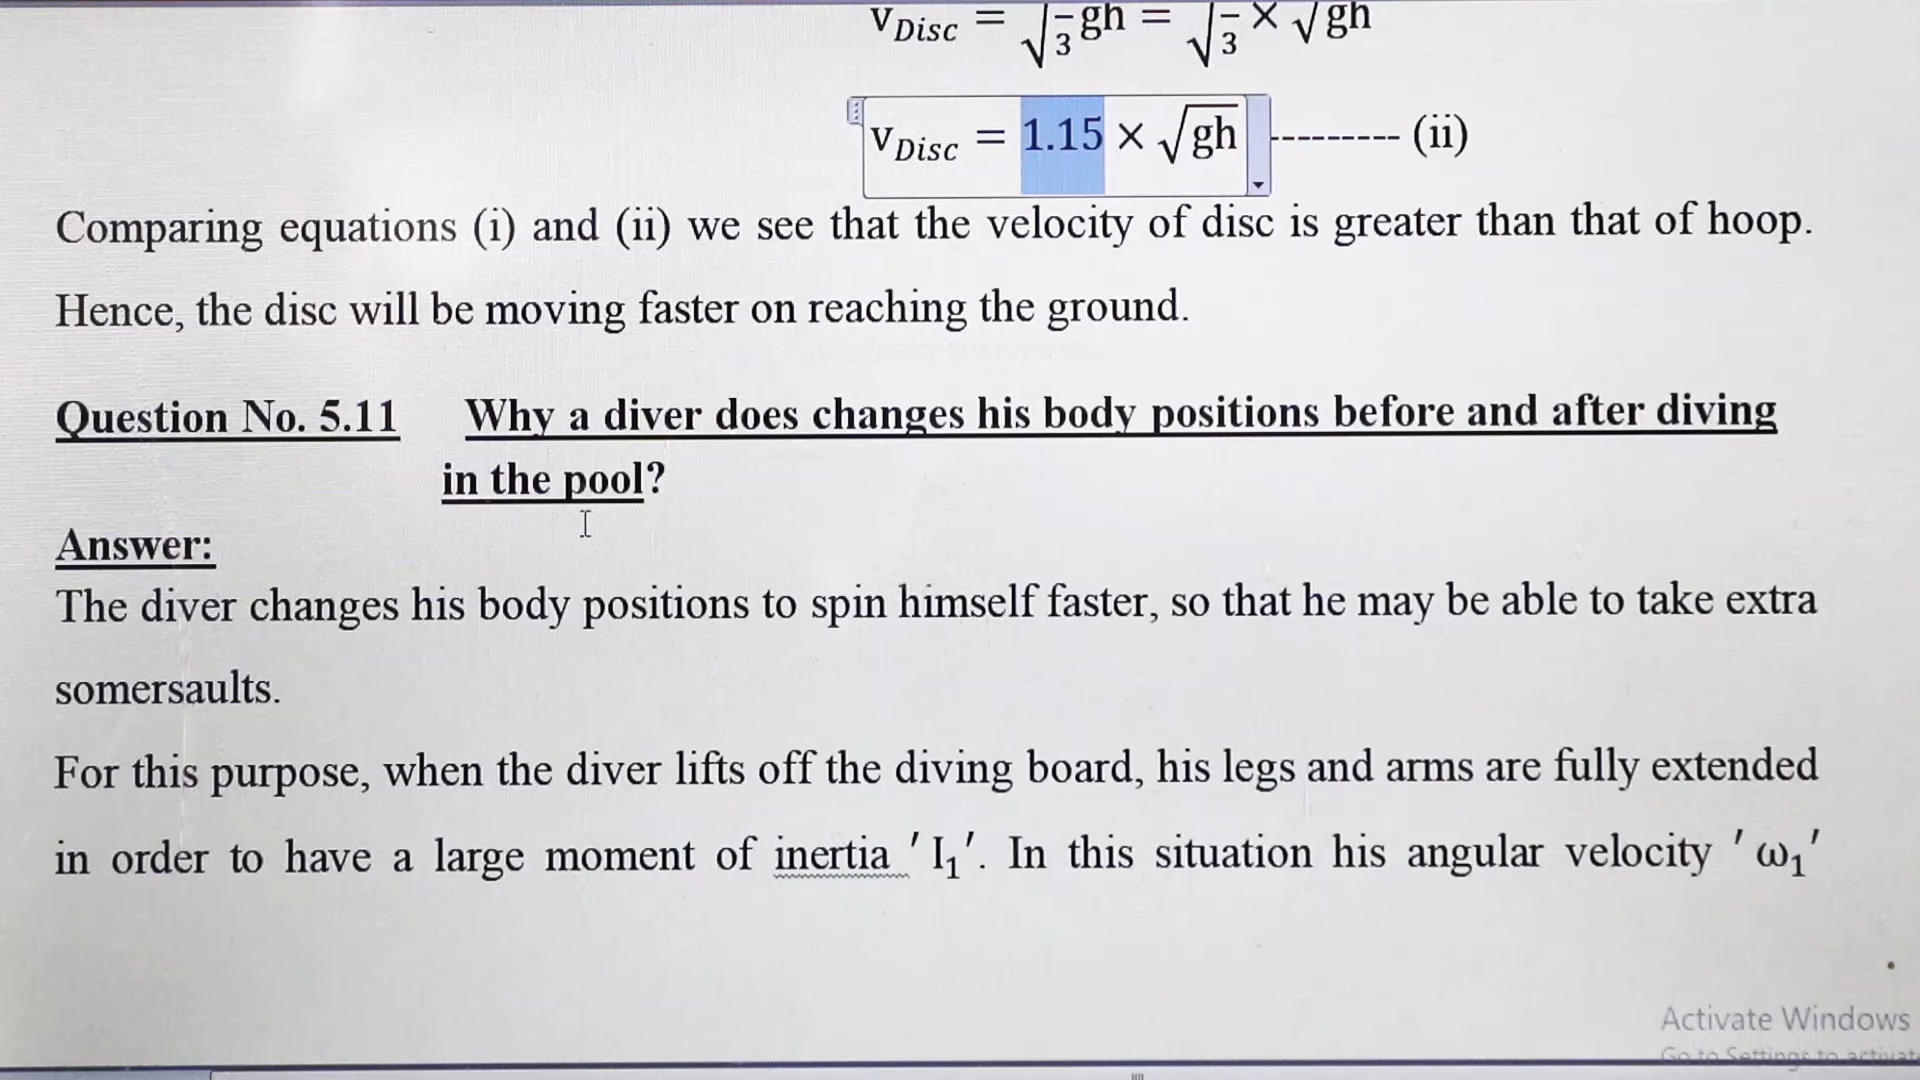 v_Disc = √ 3 gh = √ 3 × √gh
v_Disc = 1.15 × √gh --------- (ii)
Comparing equations (i) and (ii) we see that the velocity of disc is greater than that of hoop.
Hence, the disc will be moving faster on reaching the ground.
Question No. 5.11 Why a diver does changes his body positions before and after diving
in the pool?
Answer:
The diver changes his body positions to spin himself faster, so that he may be able to take extra
somersaults.
For this purpose, when the diver lifts off the diving board, his legs and arms are fully extended
in order to have a large moment of inertia ′I₁′. In this situation his angular velocity ′ω₁′
Activate Windows
Go to Settings to activate